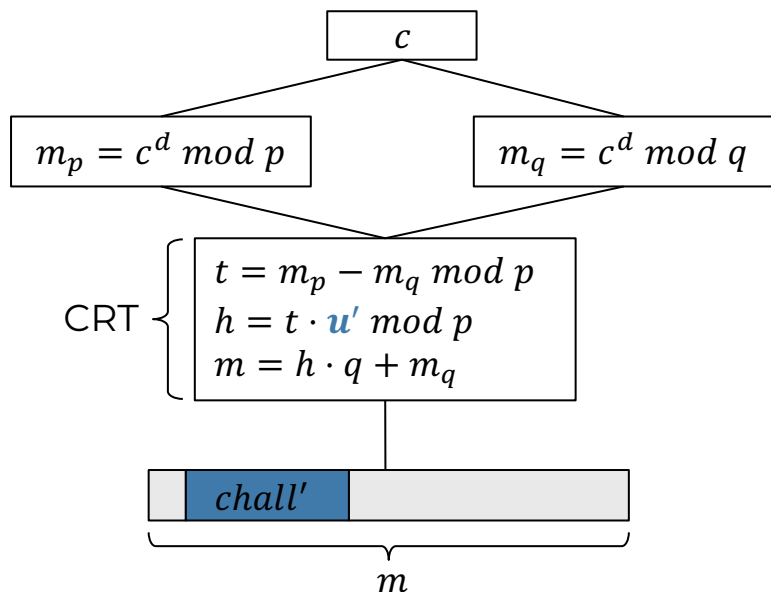 c
m_p = c^d mod p
m_q = c^d mod q
CRT
t = m_p − m_q mod p
h = t · u′ mod p
m = h · q + m_q
chall′
m